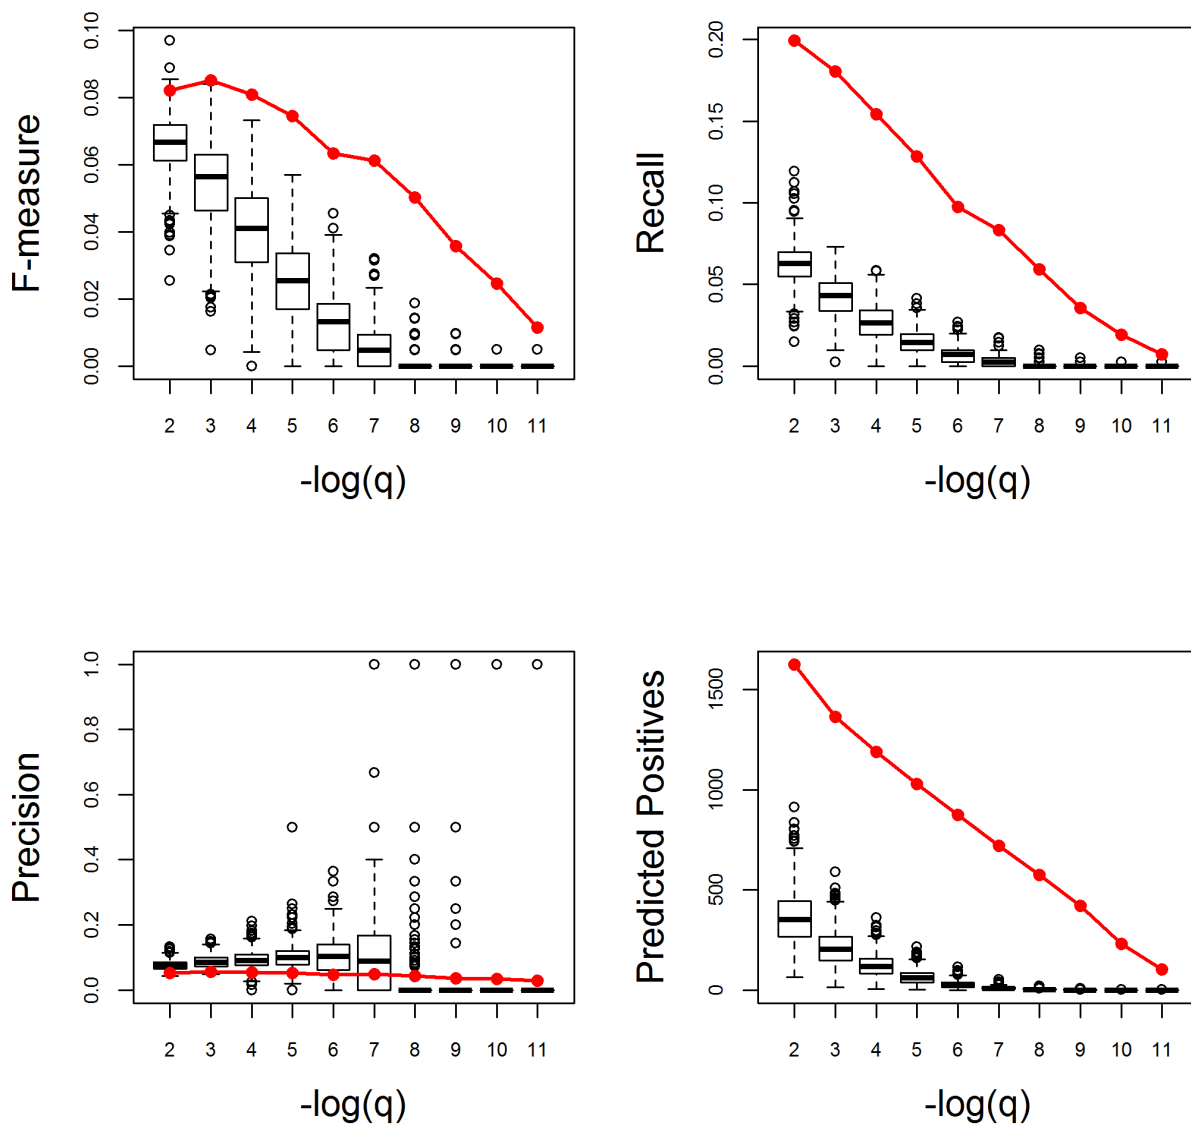 F-measure
0.00 0.02 0.04 0.06 0.08 0.10
2 3 4 5 6 7 8 9 10 11
-log(q)
Recall
0.00 0.05 0.10 0.15 0.20
2 3 4 5 6 7 8 9 10 11
-log(q)
Precision
0.0 0.2 0.4 0.6 0.8 1.0
2 3 4 5 6 7 8 9 10 11
-log(q)
Predicted Positives
0 500 1000 1500
2 3 4 5 6 7 8 9 10 11
-log(q)